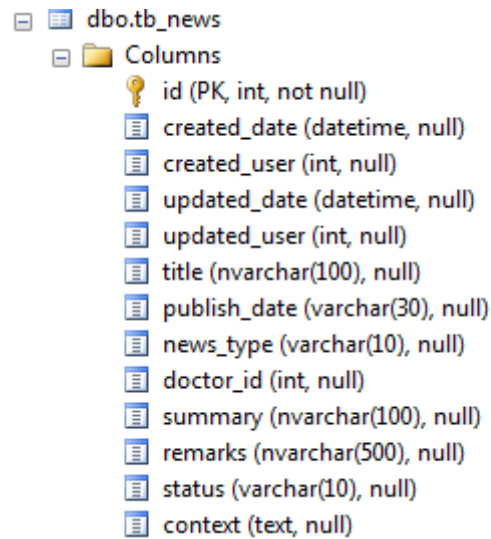 dbo.tb_news
Columns
id (PK, int, not null)
created_date (datetime, null)
created_user (int, null)
updated_date (datetime, null)
updated_user (int, null)
title (nvarchar(100), null)
publish_date (varchar(30), null)
news_type (varchar(10), null)
doctor_id (int, null)
summary (nvarchar(100), null)
remarks (nvarchar(500), null)
status (varchar(10), null)
context (text, null)